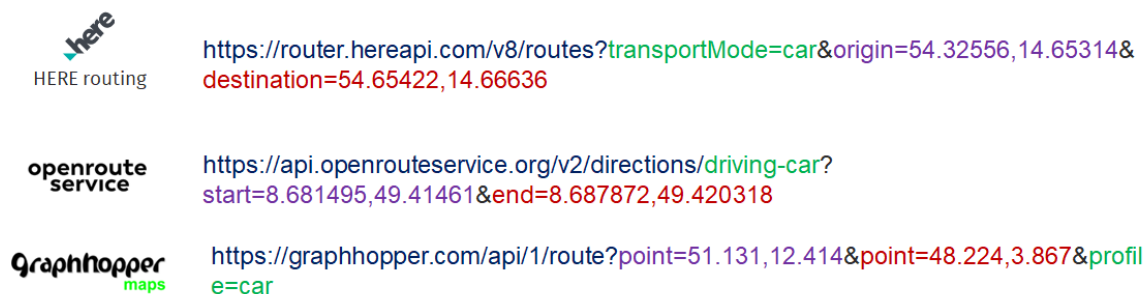 here
HERE routing
https://router.hereapi.com/v8/routes?transportMode=car&origin=54.32556,14.65314&
destination=54.65422,14.66636
openroute
service
https://api.openrouteservice.org/v2/directions/driving-car?
start=8.681495,49.41461&end=8.687872,49.420318
graphhopper
maps
https://graphhopper.com/api/1/route?point=51.131,12.414&point=48.224,3.867&profil
e=car